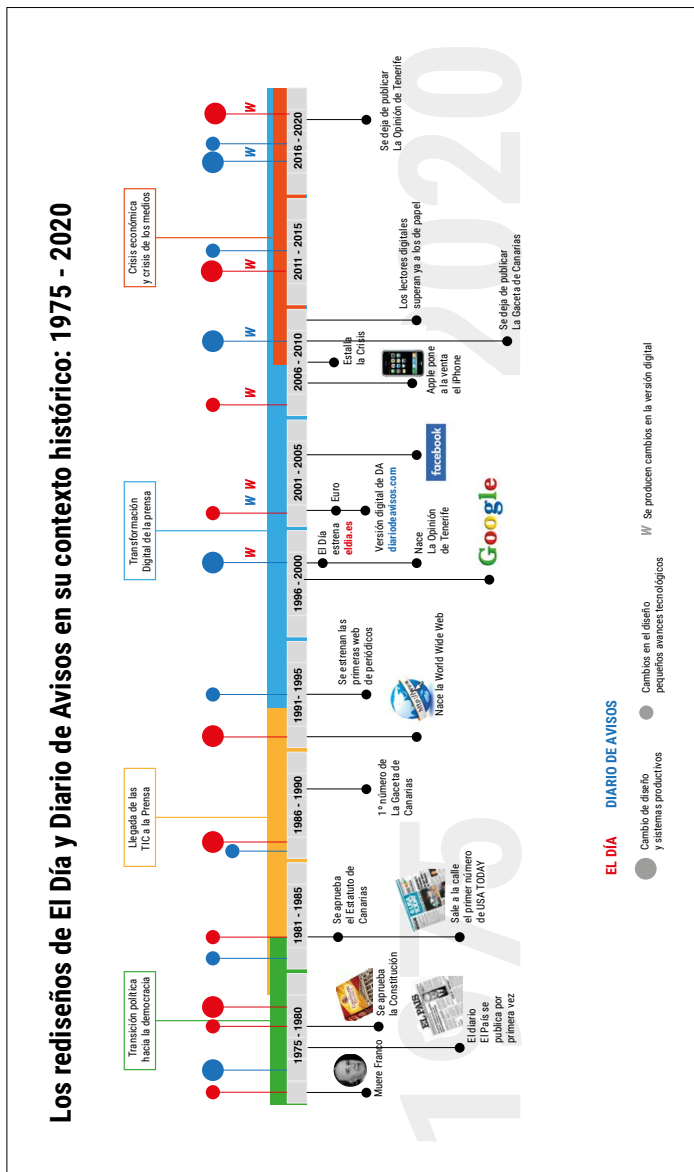 Los rediseños de El Día y Diario de Avisos en su contexto histórico: 1975 - 2020
Transición política
hacia la democracia
Llegada de las
TIC a la Prensa
Transformación
Digital de la prensa
Crisis económica
y crisis de los medios
W
W
W
W
W
W
W
W
1975 - 1980
1981 - 1985
1986 - 1990
1991 - 1995
1996 - 2000
2001 - 2005
2006 - 2010
2011 - 2015
2016 - 2020
Muere Franco
El diario
El País se
publica por
primera vez
EL PAIS
Se aprueba
la Constitución
Se aprueba
el Estatuto de
Canarias
Sale a la calle
el primer número
de USA TODAY
1º número de
La Gaceta de
Canarias
Nace la World Wide Web
http://www
Se estrenan las
primeras web
de periódicos
Google
El Día
estrena
eldia.es
Nace
La Opinión
de Tenerife
Euro
Versión digital de DA
diariodeavisos.com
facebook
Apple pone
a la venta
el iPhone
Estalla
la Crisis
Se deja de publicar
La Gaceta de Canarias
Los lectores digitales
superan ya a los de papel
Se deja de publicar
La Opinión de Tenerife
1975
2020
EL DÍA
DIARIO DE AVISOS
Cambio de diseño
y sistemas productivos
Cambios en el diseño
pequeños avances tecnológicos
W Se producen cambios en la versión digital